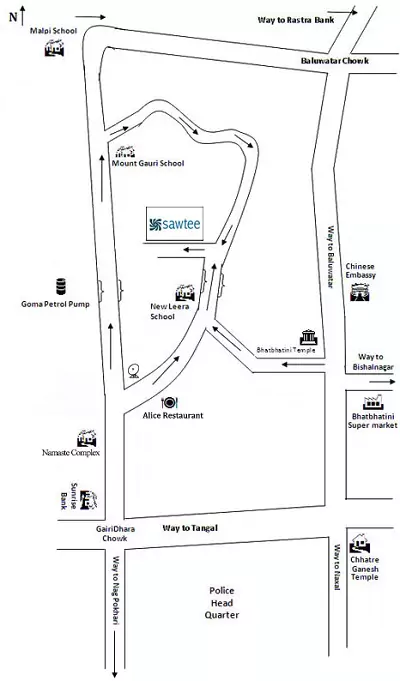 N
Way to Rastra Bank
Malpi School
Baluwatar Chowk
Mount Gauri School
sawtee
Way to Baluwatar
Chinese
Embassy
Goma Petrol Pump
New Leera
School
Bhatbhatini Temple
Way to
Bishalnagar
Alice Restaurant
Bhatbhatini
Super market
Namaste Complex
Sunrise
Bank
GairiDhara
Chowk
Way to Tangal
Way to Nag Pokhari
Way to Naxal
Chhatre
Ganesh
Temple
Police
Head
Quarter